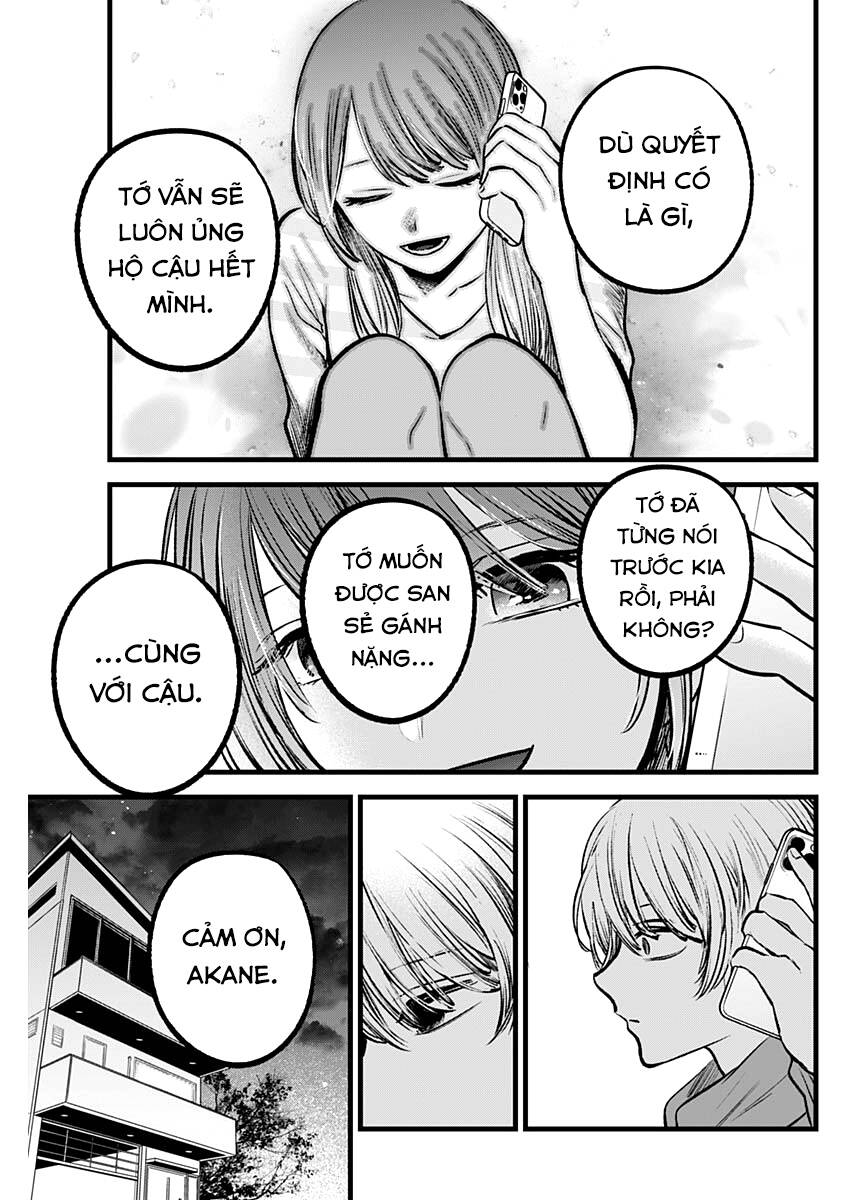 DÙ QUYẾT
ĐỊNH CÓ
LÀ GÌ,
TỚ VẪN SẼ
LUÔN ỦNG
HỘ CẬU HẾT
MÌNH.
TỚ ĐÃ
TỪNG NÓI
TRƯỚC KIA
RỒI, PHẢI
KHÔNG?
TỚ MUỐN
ĐƯỢC SAN
SẺ GÁNH
NẶNG...
...CÙNG
VỚI CẬU.
CẢM ƠN,
AKANE.